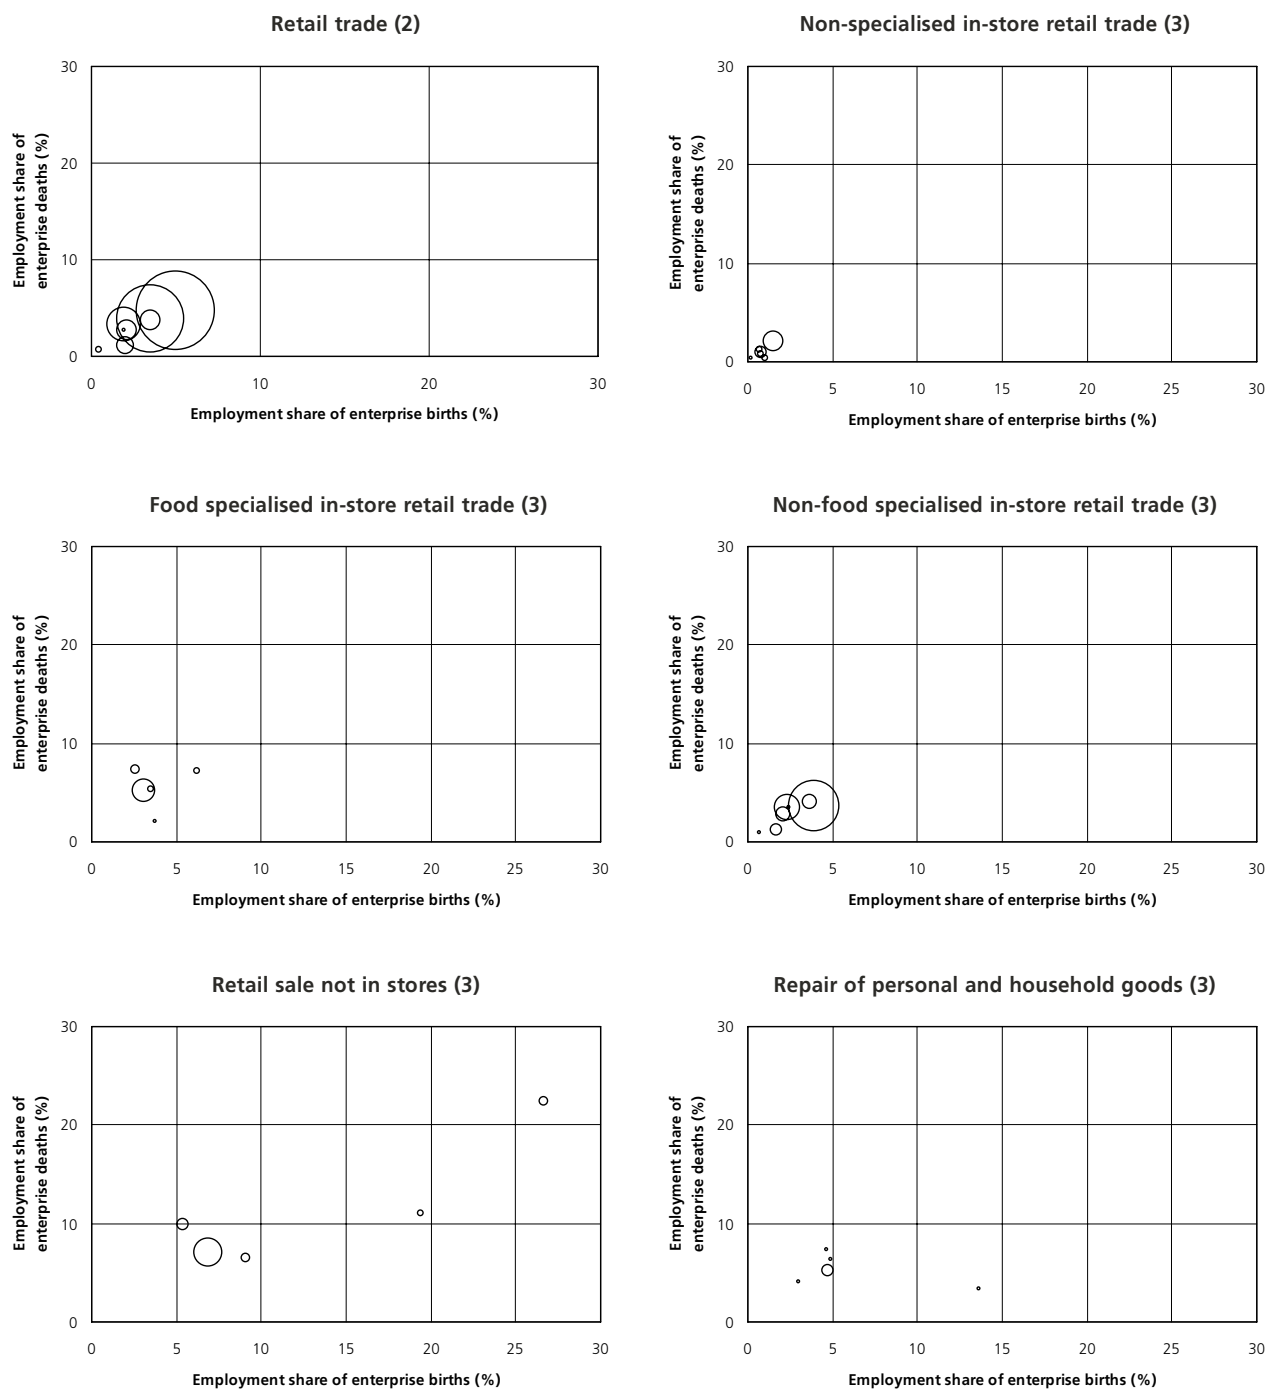 Retail trade (2)
30
20
10
0
0 10 20 30
Employment share of
enterprise deaths (%)
Employment share of enterprise births (%)
Non-specialised in-store retail trade (3)
30
20
10
0
0 5 10 15 20 25 30
Employment share of
enterprise deaths (%)
Employment share of enterprise births (%)
Food specialised in-store retail trade (3)
30
20
10
0
0 5 10 15 20 25 30
Employment share of
enterprise deaths (%)
Employment share of enterprise births (%)
Non-food specialised in-store retail trade (3)
30
20
10
0
0 5 10 15 20 25 30
Employment share of
enterprise deaths (%)
Employment share of enterprise births (%)
Retail sale not in stores (3)
30
20
10
0
0 5 10 15 20 25 30
Employment share of
enterprise deaths (%)
Employment share of enterprise births (%)
Repair of personal and household goods (3)
30
20
10
0
0 5 10 15 20 25 30
Employment share of
enterprise deaths (%)
Employment share of enterprise births (%)